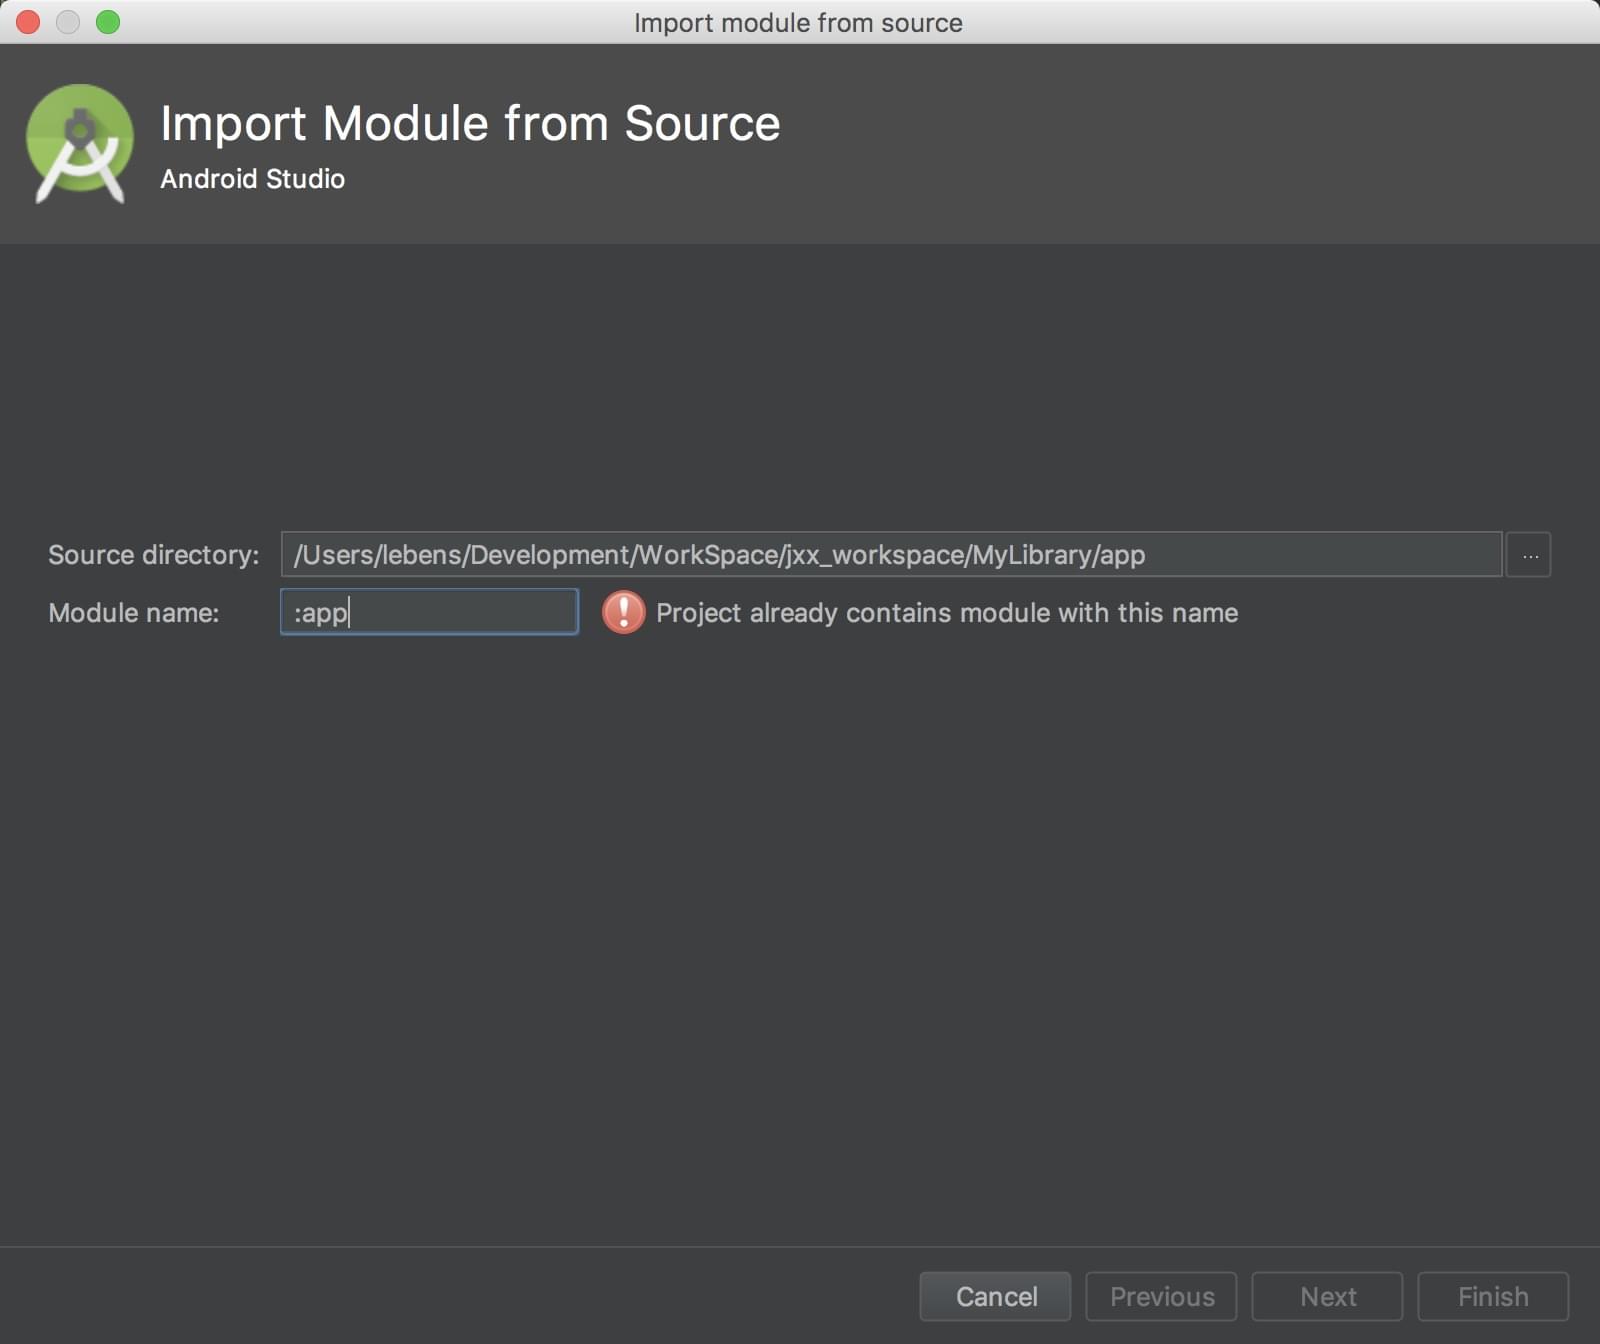 Import module from source
Import Module from Source
Android Studio
Source directory: /Users/lebens/Development/WorkSpace/jxx_workspace/MyLibrary/app ...
Module name: :app Project already contains module with this name
Cancel Previous Next Finish